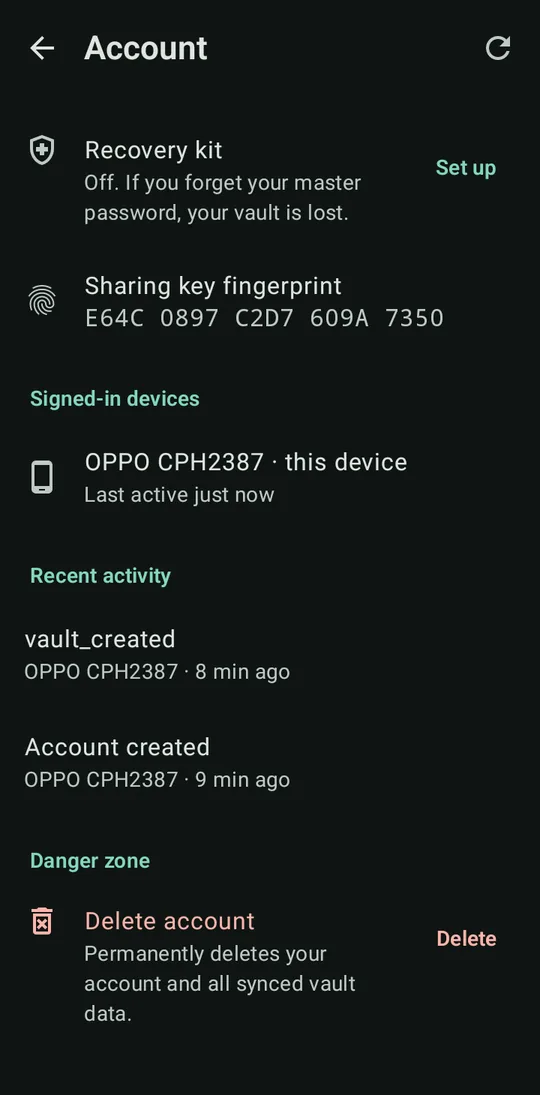 Account
Recovery kit
Off. If you forget your master
password, your vault is lost.
Set up
Sharing key fingerprint
E64C 0897 C2D7 609A 7350
Signed-in devices
OPPO CPH2387 · this device
Last active just now
Recent activity
vault_created
OPPO CPH2387 · 8 min ago
Account created
OPPO CPH2387 · 9 min ago
Danger zone
Delete account
Permanently deletes your
account and all synced vault
data.
Delete